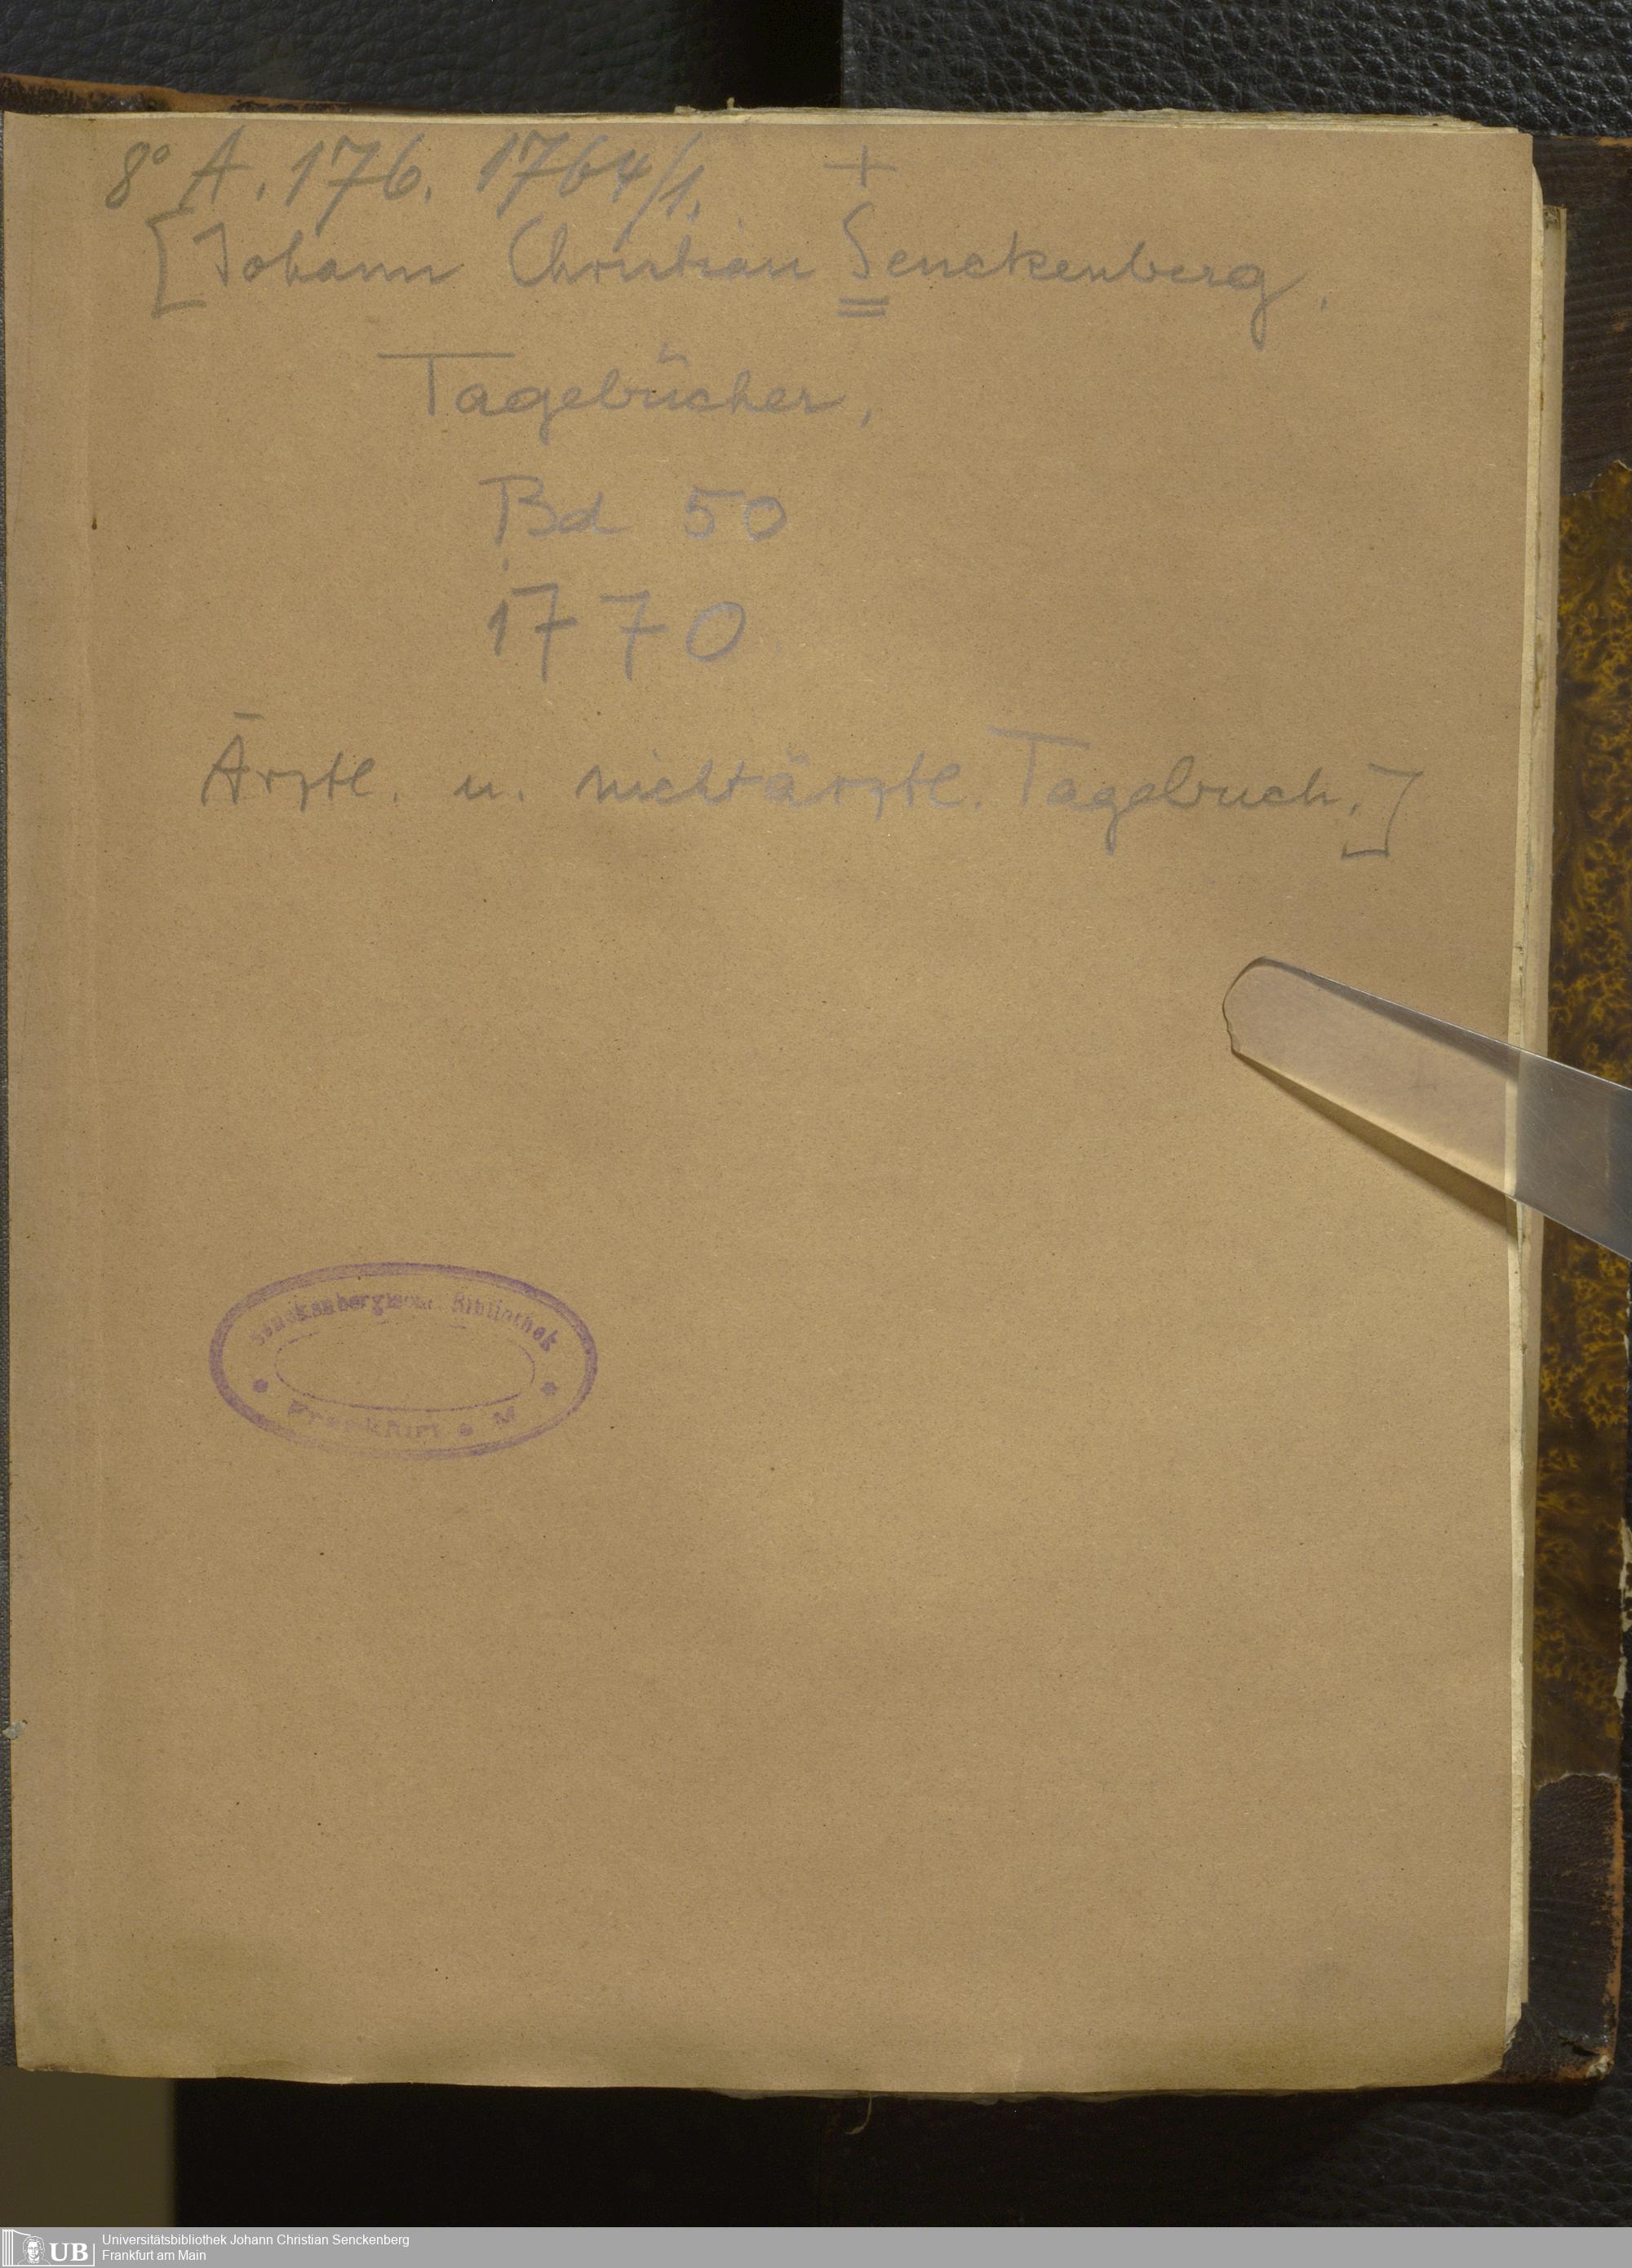 8° A. 176. 1764/1. +
[Johann Christian Senckenberg.
Tagebücher,
Bd 50
1770
Ärztl. u. nichtärztl. Tagebuch.]
Senckenbergische Bibliothek
Frankfurt a M
UB
Universitätsbibliothek Johann Christian Senckenberg
Frankfurt am Main